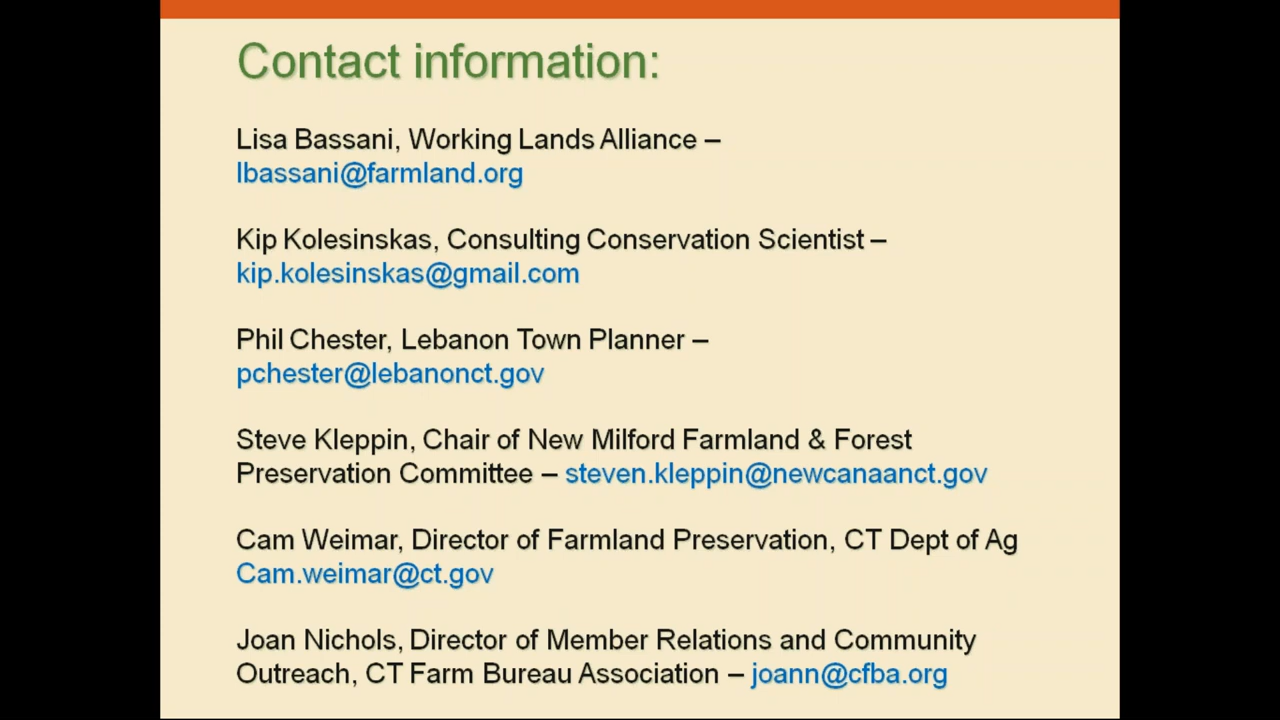 Contact information:
Lisa Bassani, Working Lands Alliance –
lbassani@farmland.org
Kip Kolesinskas, Consulting Conservation Scientist –
kip.kolesinskas@gmail.com
Phil Chester, Lebanon Town Planner –
pchester@lebanonct.gov
Steve Kleppin, Chair of New Milford Farmland & Forest
Preservation Committee – steven.kleppin@newcanaanct.gov
Cam Weimar, Director of Farmland Preservation, CT Dept of Ag
Cam.weimar@ct.gov
Joan Nichols, Director of Member Relations and Community
Outreach, CT Farm Bureau Association – joann@cfba.org